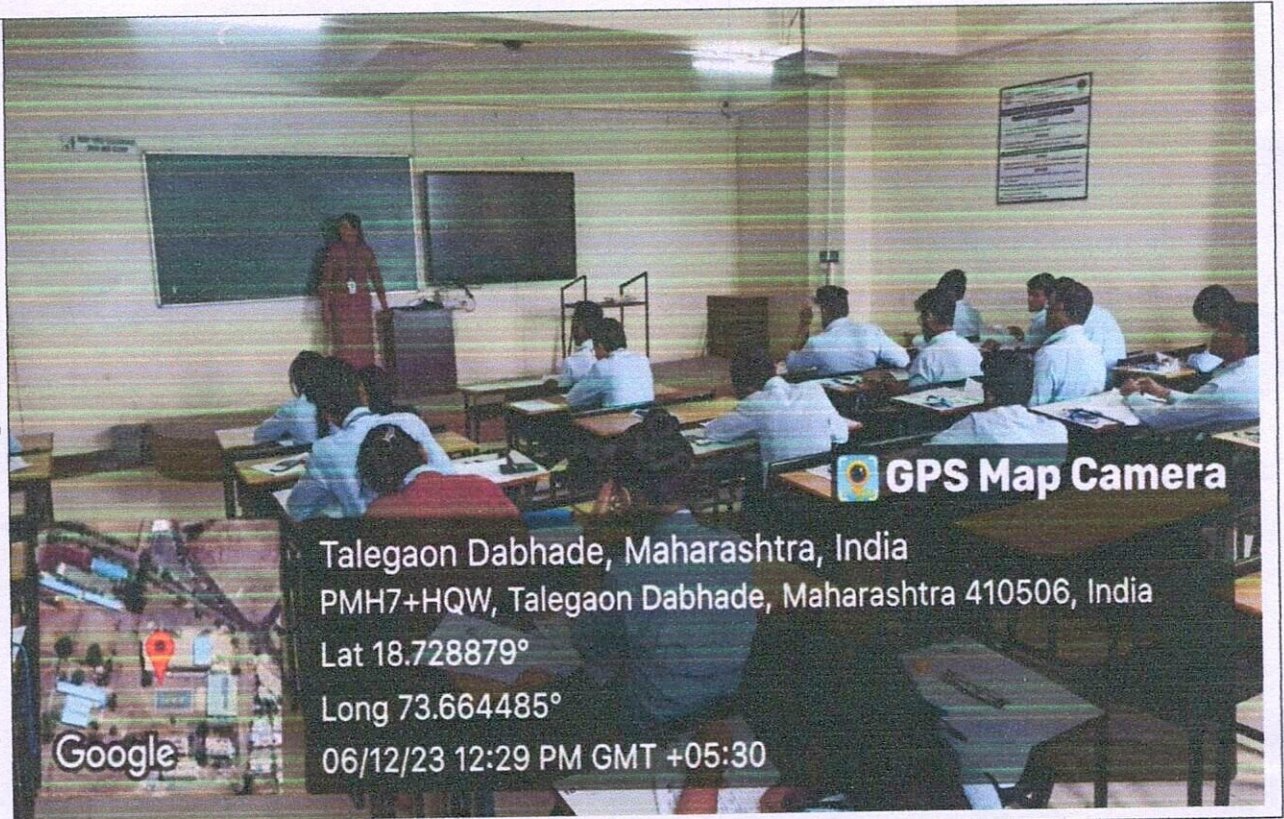 GPS Map Camera
Talegaon Dabhade, Maharashtra, India
PMH7+HQW, Talegaon Dabhade, Maharashtra 410506, India
Lat 18.728879°
Long 73.664485°
06/12/23 12:29 PM GMT +05:30
Google